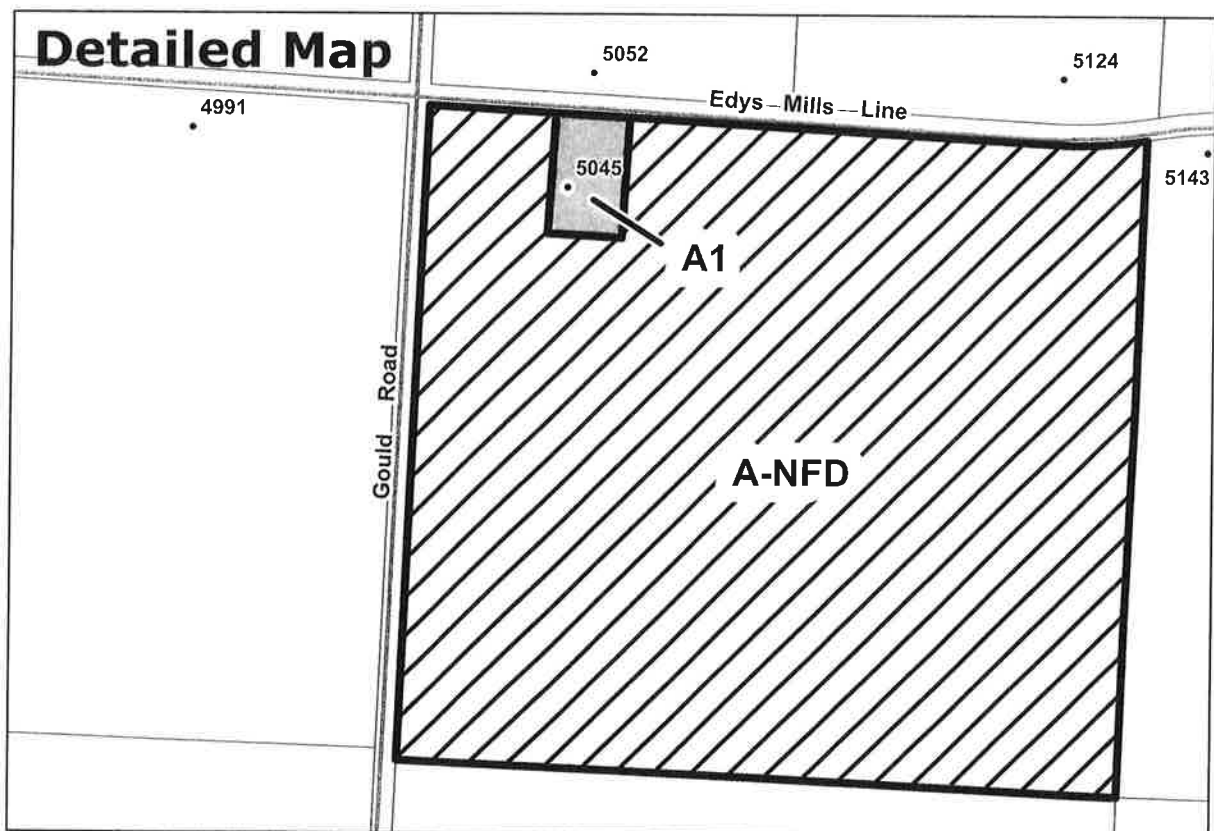 Detailed Map
5052
5124
4991
Edys Mills Line
5045
5143
A1
Gould Road
A-NFD